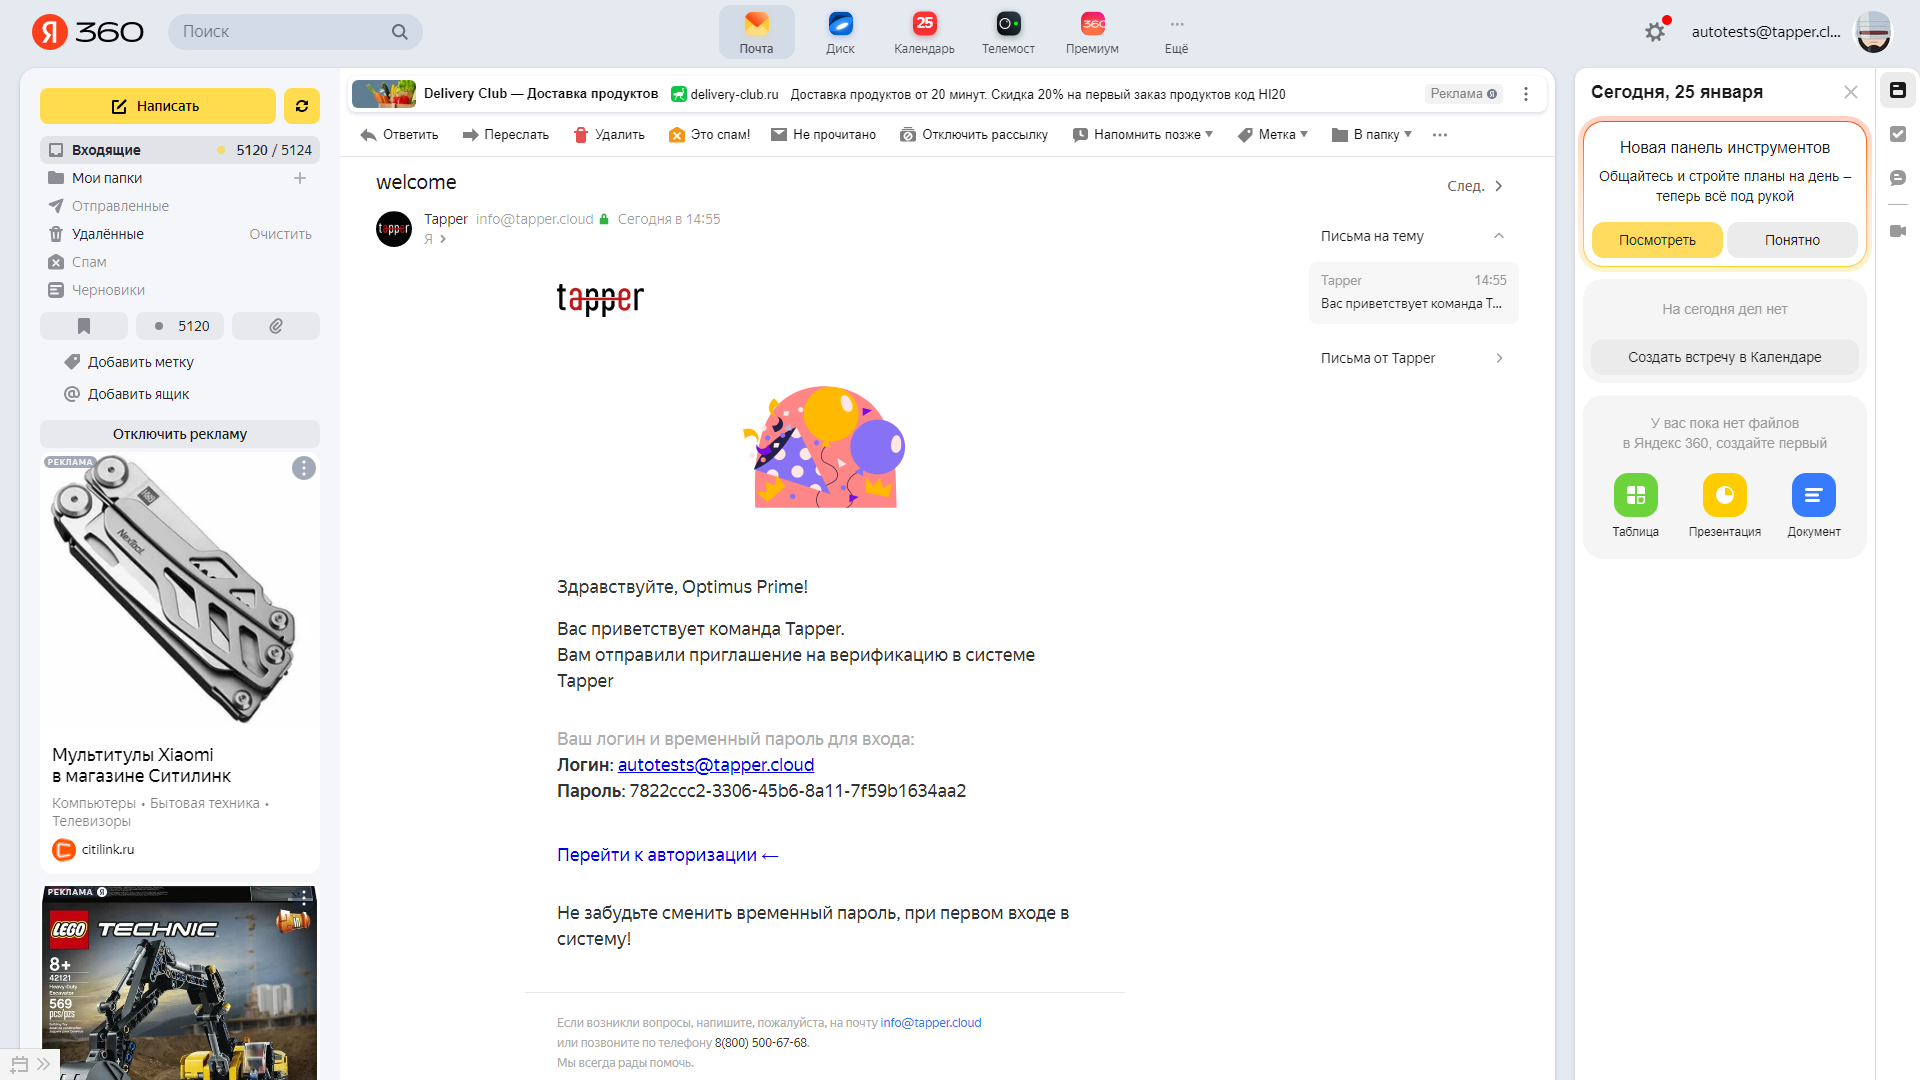 Я 360
Поиск
Почта
Диск
25
Календарь
Телемост
360
Премиум
Ещё
autotests@tapper.cl...
Написать
Входящие 5120 / 5124
Мои папки
Отправленные
Удалённые Очистить
Спам
Черновики
5120
Добавить метку
Добавить ящик
Отключить рекламу
РЕКЛАМА
NexTool
Мультитулы Xiaomi
в магазине Ситилинк
Компьютеры • Бытовая техника •
Телевизоры
citilink.ru
РЕКЛАМА
LEGO TECHNIC
8+
42121
Heavy-Duty
Excavator
569
pcs/pzs
Delivery Club — Доставка продуктов delivery-club.ru Доставка продуктов от 20 минут. Скидка 20% на первый заказ продуктов код HI20 Реклама
Ответить Переслать Удалить Это спам! Не прочитано Отключить рассылку Напомнить позже Метка В папку
welcome
След.
tapper
Tapper info@tapper.cloud Сегодня в 14:55
Я
tapper
Здравствуйте, Optimus Prime!
Вас приветствует команда Tapper.
Вам отправили приглашение на верификацию в системе
Tapper
Ваш логин и временный пароль для входа:
Логин: autotests@tapper.cloud
Пароль: 7822ccc2-3306-45b6-8a11-7f59b1634aa2
Перейти к авторизации ←
Не забудьте сменить временный пароль, при первом входе в
систему!
Если возникли вопросы, напишите, пожалуйста, на почту info@tapper.cloud
или позвоните по телефону 8(800) 500-67-68.
Мы всегда рады помочь.
Письма на тему
Tapper 14:55
Вас приветствует команда Т...
Письма от Tapper
Сегодня, 25 января
Новая панель инструментов
Общайтесь и стройте планы на день –
теперь всё под рукой
Посмотреть Понятно
На сегодня дел нет
Создать встречу в Календаре
У вас пока нет файлов
в Яндекс 360, создайте первый
Таблица Презентация Документ